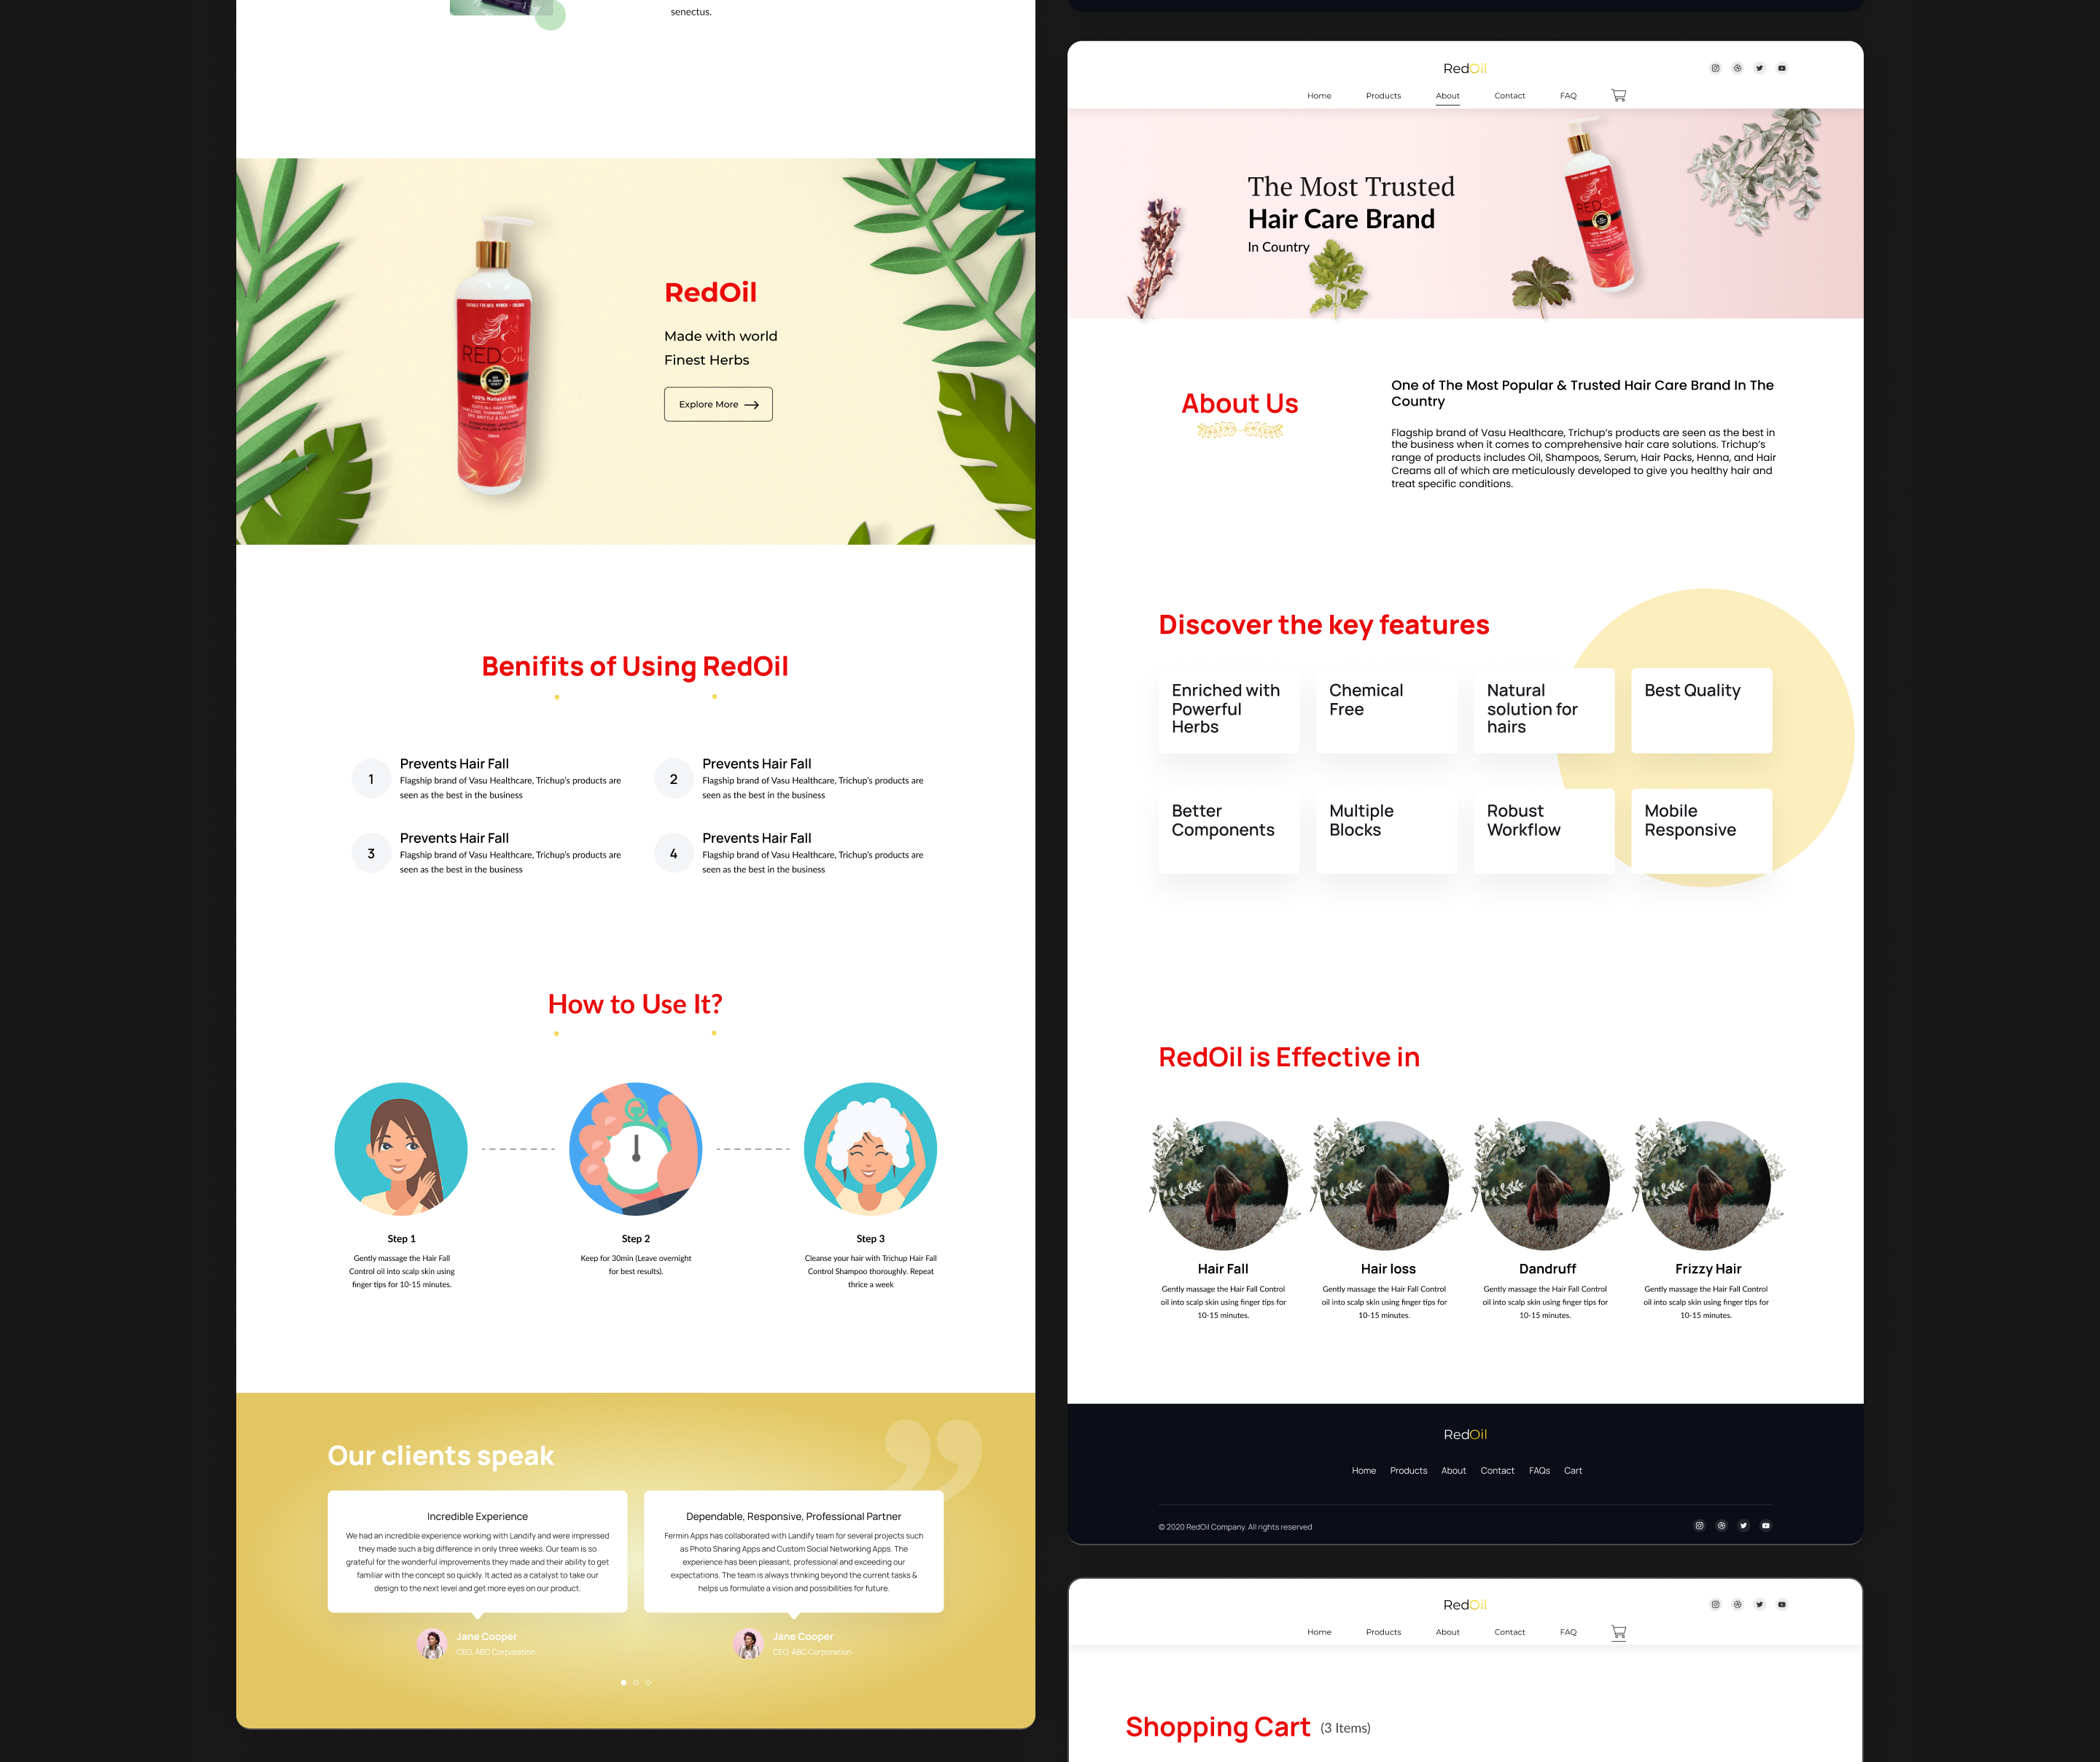 senectus.
SUITABLE FOR MEN, WOMEN + CHILDREN
REDOIL
100% Natural Oils
RedOil
Made with world
Finest Herbs
Explore More
Benifits of Using RedOil
1
Prevents Hair Fall
Flagship brand of Vasu Healthcare, Trichup's products are
seen as the best in the business
2
Prevents Hair Fall
Flagship brand of Vasu Healthcare, Trichup's products are
seen as the best in the business
3
Prevents Hair Fall
Flagship brand of Vasu Healthcare, Trichup's products are
seen as the best in the business
4
Prevents Hair Fall
Flagship brand of Vasu Healthcare, Trichup's products are
seen as the best in the business
How to Use It?
Step 1
Gently massage the Hair Fall
Control oil into scalp skin using
finger tips for 10-15 minutes.
Step 2
Keep for 30min (Leave overnight
for best results).
Step 3
Cleanse your hair with Trichup Hair Fall
Control Shampoo thoroughly. Repeat
thrice a week
Our clients speak
Incredible Experience
We had an incredible experience working with Landify and were impressed
they made such a big difference in only three weeks. Our team is so
grateful for the wonderful improvements they made and their ability to get
familiar with the concept so quickly. It acted as a catalyst to take our
design to the next level and get more eyes on our product.
Jane Cooper
CEO, ABC Corporation
Dependable, Responsive, Professional Partner
Fermin Apps has collaborated with Landify team for several projects such
as Photo Sharing Apps and Custom Social Networking Apps. The
experience has been pleasant, professional and exceeding our
expectations. The team is always thinking beyond the current tasks &
helps us formulate a vision and possibilities for future.
Jane Cooper
CEO, ABC Corporation
RedOil
Home Products About Contact FAQ
The Most Trusted
Hair Care Brand
In Country
REDOIL
About Us
One of The Most Popular & Trusted Hair Care Brand In The
Country
Flagship brand of Vasu Healthcare, Trichup's products are seen as the best in
the business when it comes to comprehensive hair care solutions. Trichup's
range of products includes Oil, Shampoos, Serum, Hair Packs, Henna, and Hair
Creams all of which are meticulously developed to give you healthy hair and
treat specific conditions.
Discover the key features
Enriched with
Powerful
Herbs
Chemical
Free
Natural
solution for
hairs
Best Quality
Better
Components
Multiple
Blocks
Robust
Workflow
Mobile
Responsive
RedOil is Effective in
Hair Fall
Gently massage the Hair Fall Control
oil into scalp skin using finger tips for
10-15 minutes.
Hair loss
Gently massage the Hair Fall Control
oil into scalp skin using finger tips for
10-15 minutes.
Dandruff
Gently massage the Hair Fall Control
oil into scalp skin using finger tips for
10-15 minutes.
Frizzy Hair
Gently massage the Hair Fall Control
oil into scalp skin using finger tips for
10-15 minutes.
RedOil
Home Products About Contact FAQs Cart
© 2020 RedOil Company. All rights reserved
RedOil
Home Products About Contact FAQ
Shopping Cart (3 Items)